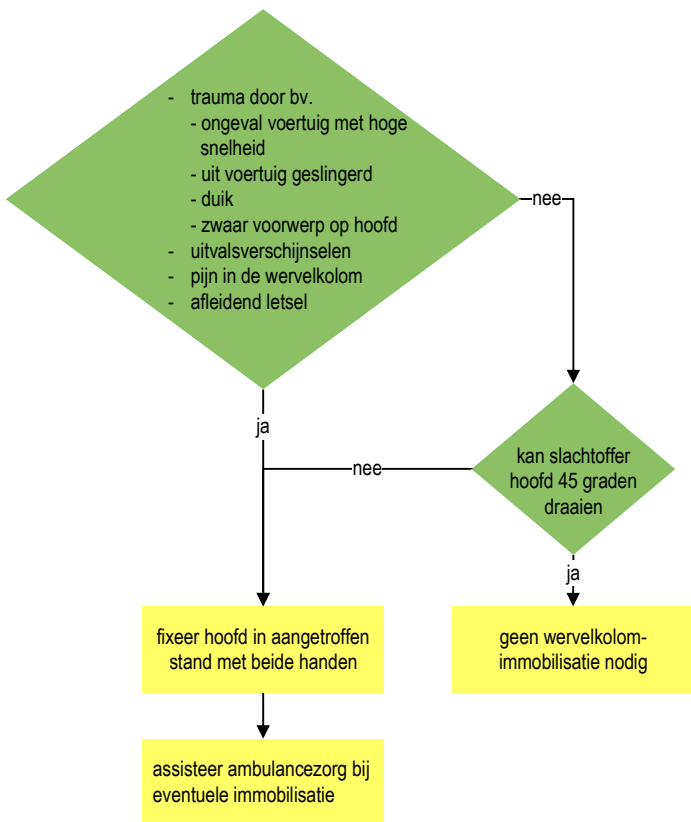 - trauma door bv.
- ongeval voertuig met hoge
snelheid
- uit voertuig geslingerd
- duik
- zwaar voorwerp op hoofd
- uitvalsverschijnselen
- pijn in de wervelkolom
- afleidend letsel
nee
ja
kan slachtoffer
hoofd 45 graden
draaien
nee
ja
fixeer hoofd in aangetroffen
stand met beide handen
geen wervelkolom-
immobilisatie nodig
assisteer ambulancezorg bij
eventuele immobilisatie